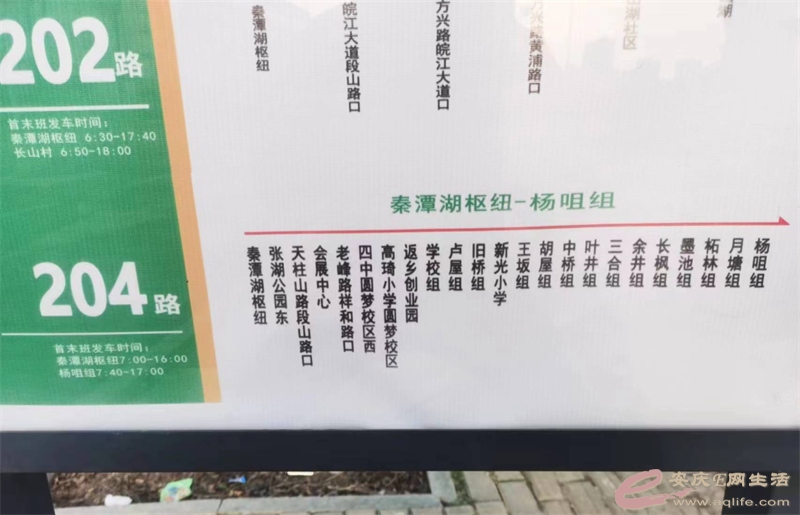 202路
首末班发车时间：
秦潭湖枢纽 6:30-17:40
长山村 6:50-18:00
秦潭湖枢纽
皖江大道段山路口
方兴路皖江大道口
黄浦路口
湖社区
湖
秦潭湖枢纽-杨咀组
204路
首末班发车时间：
秦潭湖枢纽7:00-16:00
杨咀组7:40-17:00
秦潭湖枢纽
张湖公园东
天柱山路段山路口
会展中心
老峰路祥和路口
四中圆梦校区西
高琦小学圆梦校区
返乡创业园
学校组
卢屋组
旧桥组
新光小学
王坂组
胡屋组
中桥组
叶井组
三合组
余井组
长枫组
墨池组
柘林组
月塘组
杨咀组
安庆E网生活
www.aqlife.com